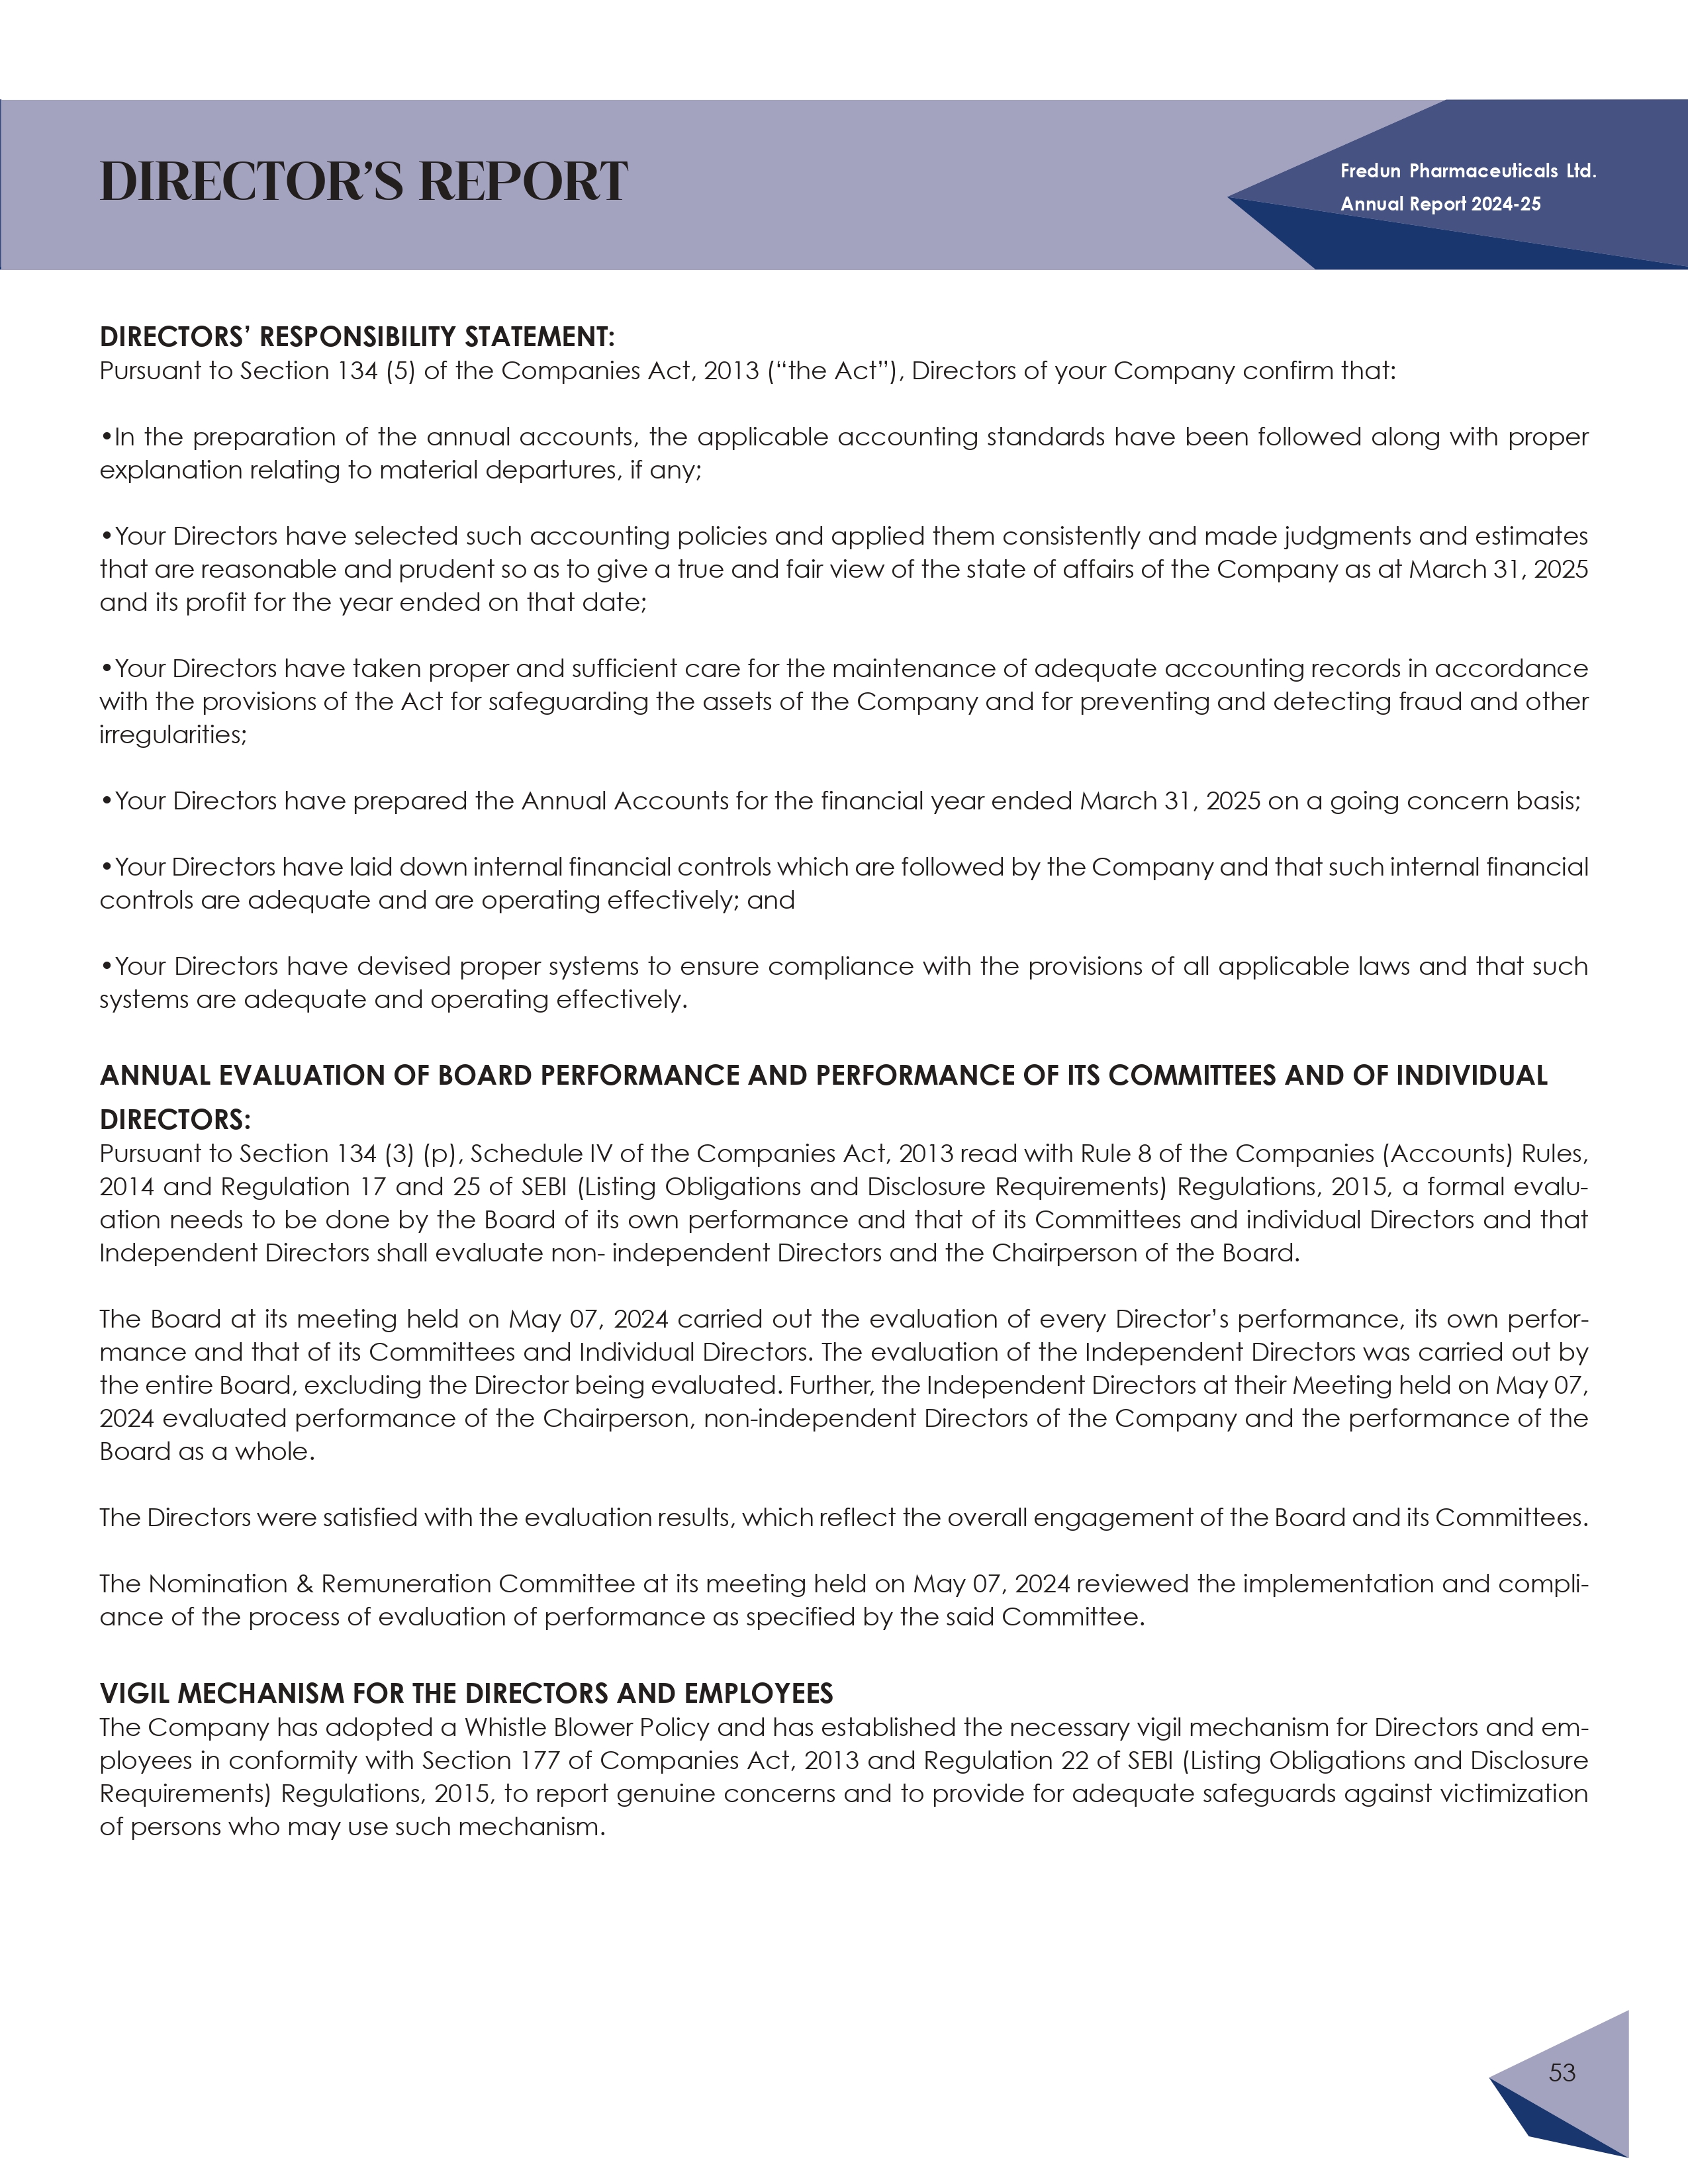 DIRECTOR’S REPORT
Fredun Pharmaceuticals Ltd.
Annual Report 2024-25
DIRECTORS’ RESPONSIBILITY STATEMENT:
Pursuant to Section 134 (5) of the Companies Act, 2013 (“the Act”), Directors of your Company confirm that:
•In the preparation of the annual accounts, the applicable accounting standards have been followed along with proper
explanation relating to material departures, if any;
•Your Directors have selected such accounting policies and applied them consistently and made judgments and estimates
that are reasonable and prudent so as to give a true and fair view of the state of affairs of the Company as at March 31, 2025
and its profit for the year ended on that date;
•Your Directors have taken proper and sufficient care for the maintenance of adequate accounting records in accordance
with the provisions of the Act for safeguarding the assets of the Company and for preventing and detecting fraud and other
irregularities;
•Your Directors have prepared the Annual Accounts for the financial year ended March 31, 2025 on a going concern basis;
•Your Directors have laid down internal financial controls which are followed by the Company and that such internal financial
controls are adequate and are operating effectively; and
•Your Directors have devised proper systems to ensure compliance with the provisions of all applicable laws and that such
systems are adequate and operating effectively.
ANNUAL EVALUATION OF BOARD PERFORMANCE AND PERFORMANCE OF ITS COMMITTEES AND OF INDIVIDUAL
DIRECTORS:
Pursuant to Section 134 (3) (p), Schedule IV of the Companies Act, 2013 read with Rule 8 of the Companies (Accounts) Rules,
2014 and Regulation 17 and 25 of SEBI (Listing Obligations and Disclosure Requirements) Regulations, 2015, a formal evalu-
ation needs to be done by the Board of its own performance and that of its Committees and individual Directors and that
Independent Directors shall evaluate non- independent Directors and the Chairperson of the Board.
The Board at its meeting held on May 07, 2024 carried out the evaluation of every Director’s performance, its own perfor-
mance and that of its Committees and Individual Directors. The evaluation of the Independent Directors was carried out by
the entire Board, excluding the Director being evaluated. Further, the Independent Directors at their Meeting held on May 07,
2024 evaluated performance of the Chairperson, non-independent Directors of the Company and the performance of the
Board as a whole.
The Directors were satisfied with the evaluation results, which reflect the overall engagement of the Board and its Committees.
The Nomination & Remuneration Committee at its meeting held on May 07, 2024 reviewed the implementation and compli-
ance of the process of evaluation of performance as specified by the said Committee.
VIGIL MECHANISM FOR THE DIRECTORS AND EMPLOYEES
The Company has adopted a Whistle Blower Policy and has established the necessary vigil mechanism for Directors and em-
ployees in conformity with Section 177 of Companies Act, 2013 and Regulation 22 of SEBI (Listing Obligations and Disclosure
Requirements) Regulations, 2015, to report genuine concerns and to provide for adequate safeguards against victimization
of persons who may use such mechanism.
53